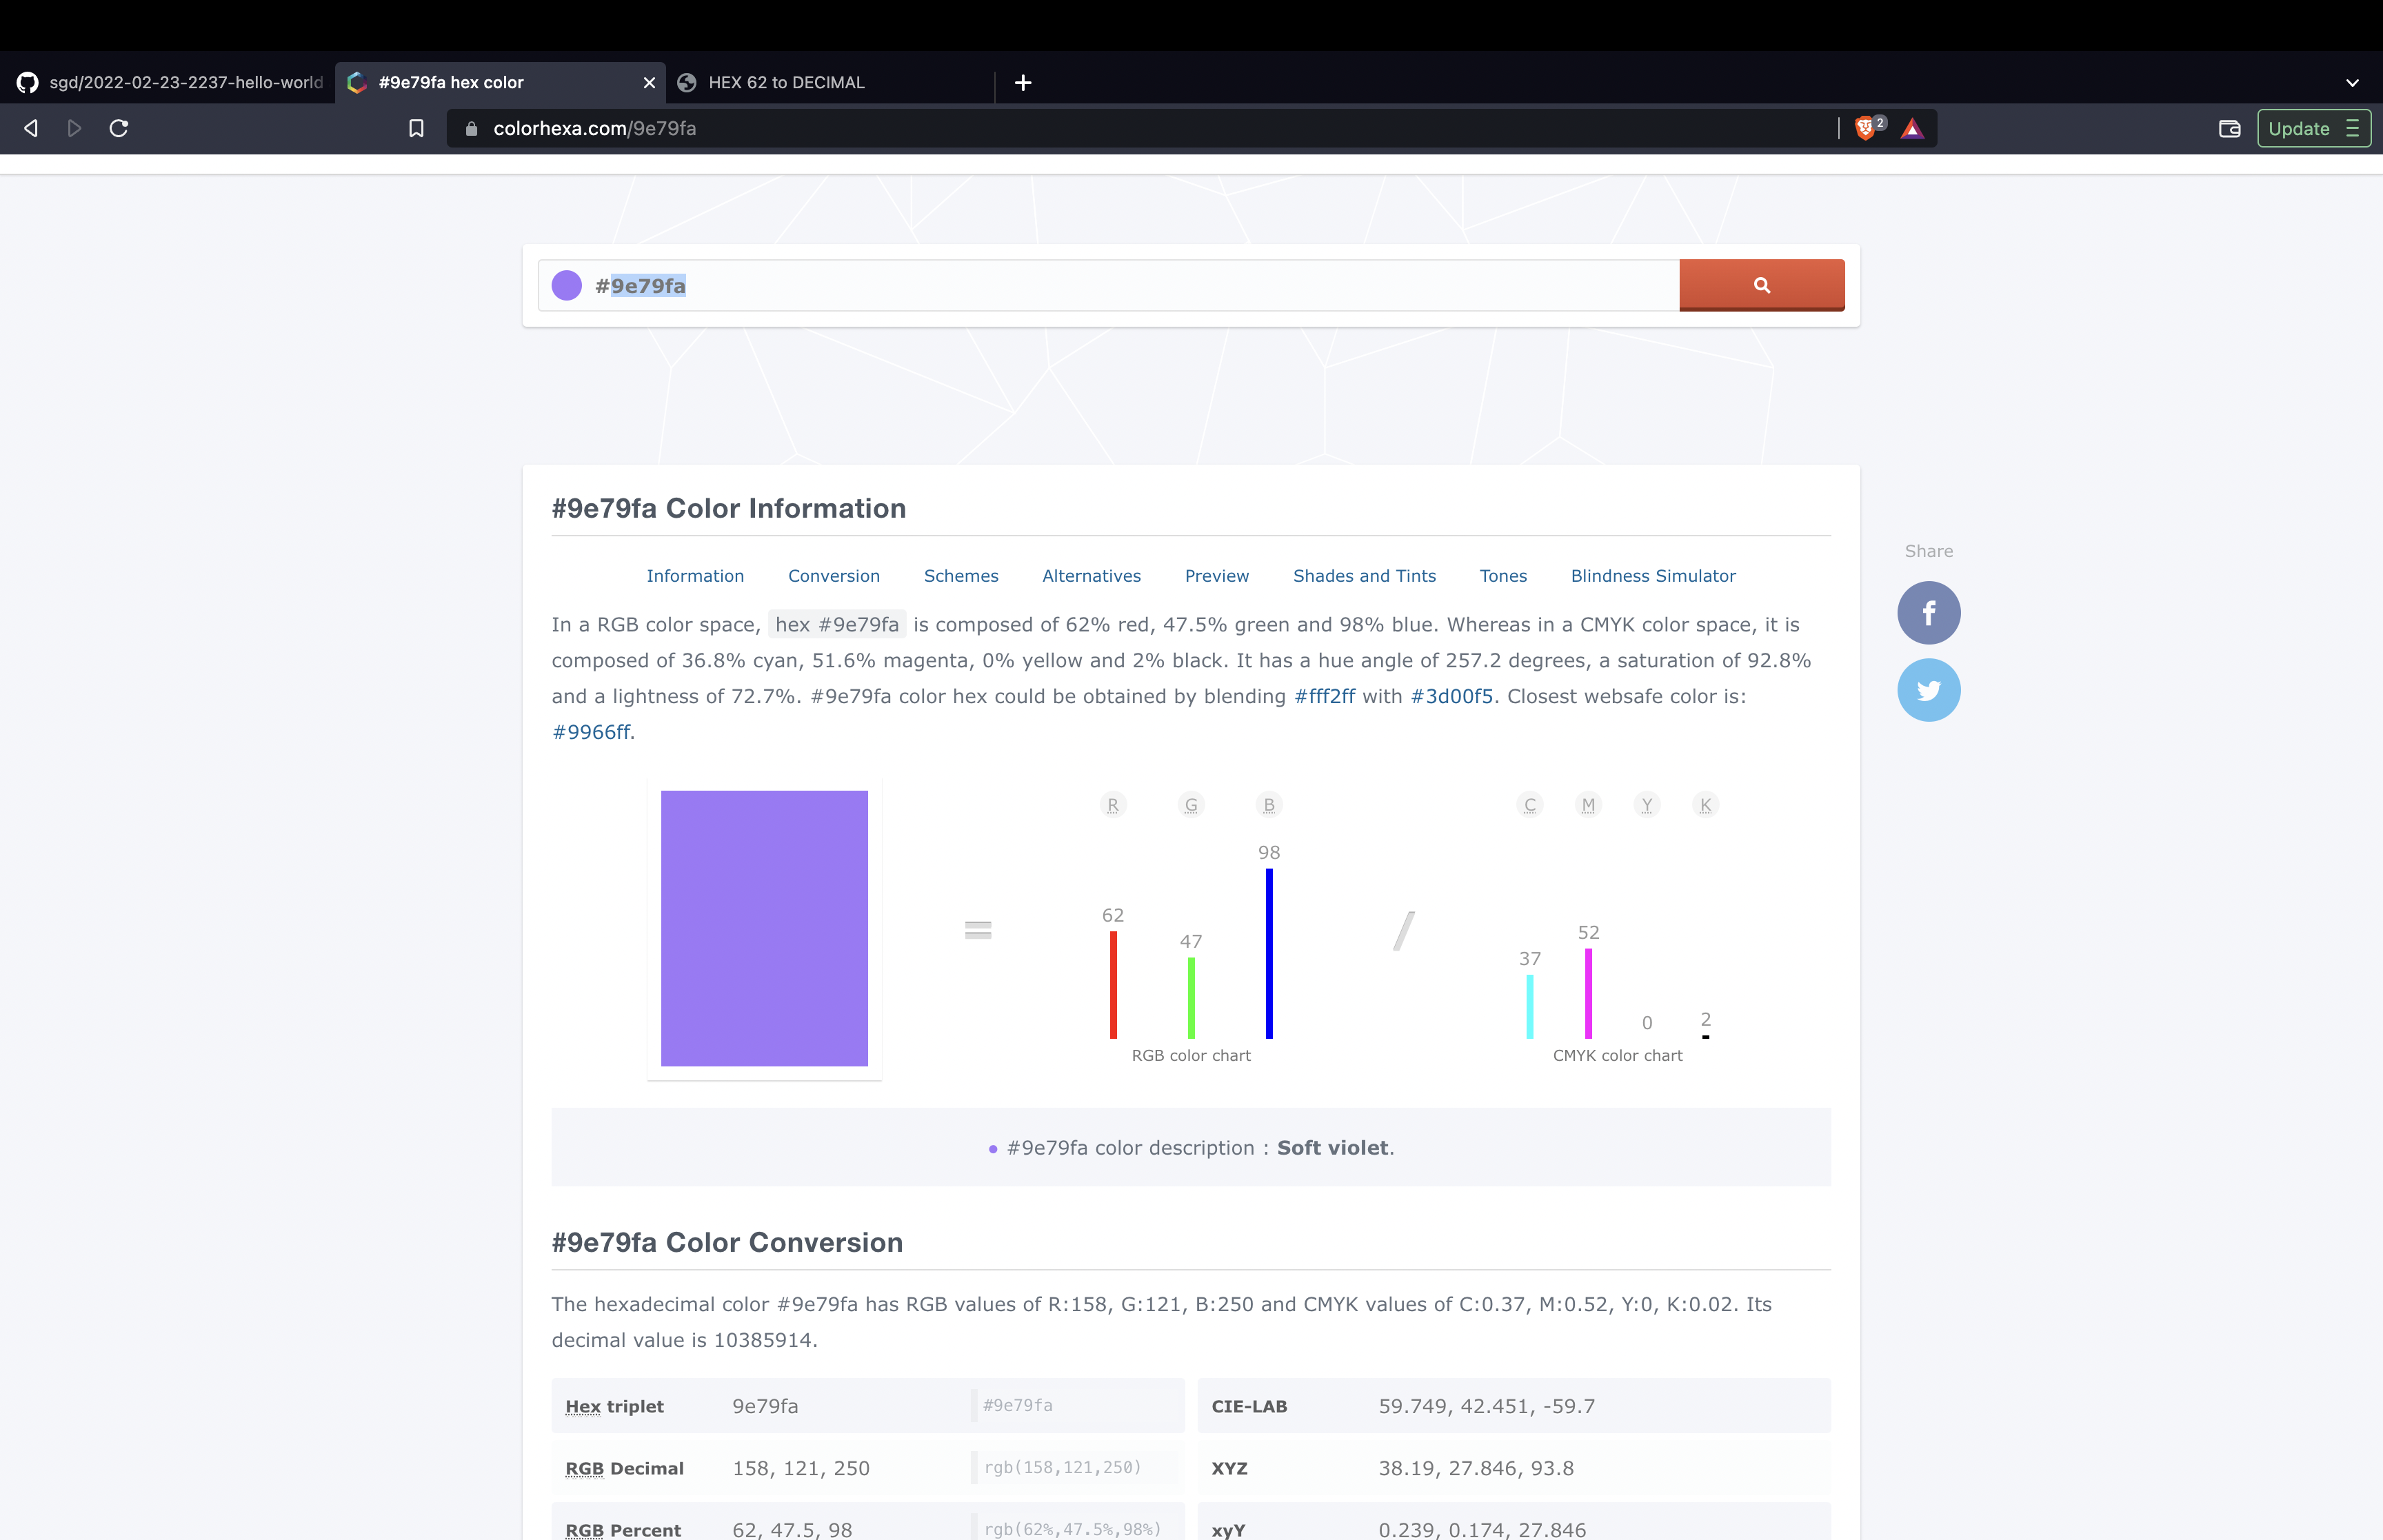 sgd/2022-02-23-2237-hello-world
#9e79fa hex color
HEX 62 to DECIMAL
colorhexa.com/9e79fa
2
Update
#9e79fa
#9e79fa Color Information
Information Conversion Schemes Alternatives Preview Shades and Tints Tones Blindness Simulator
In a RGB color space, hex #9e79fa is composed of 62% red, 47.5% green and 98% blue. Whereas in a CMYK color space, it is
composed of 36.8% cyan, 51.6% magenta, 0% yellow and 2% black. It has a hue angle of 257.2 degrees, a saturation of 92.8%
and a lightness of 72.7%. #9e79fa color hex could be obtained by blending #fff2ff with #3d00f5. Closest websafe color is:
#9966ff.
Share
R G B
62 47 98
RGB color chart
C M Y K
37 52 0 2
CMYK color chart
#9e79fa color description : Soft violet.
#9e79fa Color Conversion
The hexadecimal color #9e79fa has RGB values of R:158, G:121, B:250 and CMYK values of C:0.37, M:0.52, Y:0, K:0.02. Its
decimal value is 10385914.
Hex triplet 9e79fa #9e79fa
RGB Decimal 158, 121, 250 rgb(158,121,250)
RGB Percent 62, 47.5, 98 rgb(62%,47.5%,98%)
CIE-LAB 59.749, 42.451, -59.7
XYZ 38.19, 27.846, 93.8
xyY 0.239, 0.174, 27.846